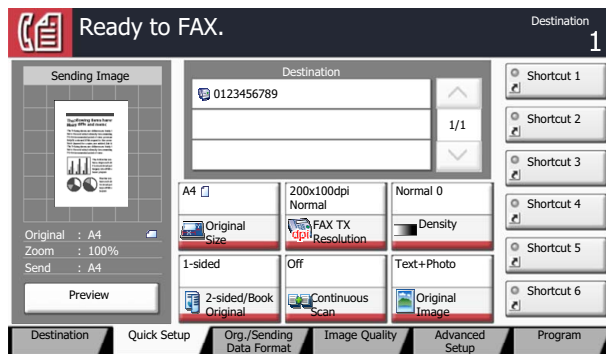 Ready to FAX.
Destination
1
Sending Image
Original : A4
Zoom : 100%
Send : A4
Preview
Destination
0123456789
1/1
A4
Original
Size
200x100dpi
Normal
dpi
FAX TX
Resolution
Normal 0
Density
1-sided
2-sided/Book
Original
Off
Continuous
Scan
Text+Photo
Original
Image
Shortcut 1
Shortcut 2
Shortcut 3
Shortcut 4
Shortcut 5
Shortcut 6
Destination
Quick Setup
Org./Sending
Data Format
Image Quality
Advanced
Setup
Program